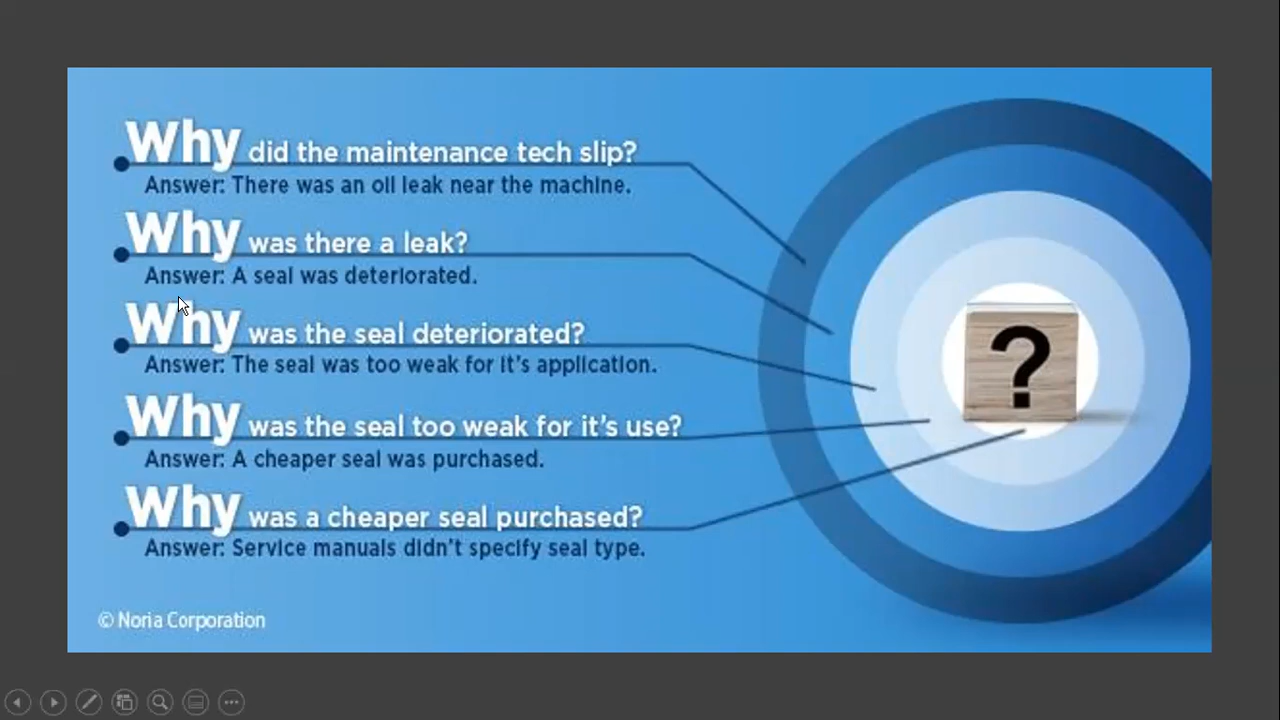 Why did the maintenance tech slip?
Answer: There was an oil leak near the machine.
Why was there a leak?
Answer: A seal was deteriorated.
Why was the seal deteriorated?
Answer: The seal was too weak for it's application.
Why was the seal too weak for it's use?
Answer: A cheaper seal was purchased.
Why was a cheaper seal purchased?
Answer: Service manuals didn't specify seal type.
?
© Noria Corporation